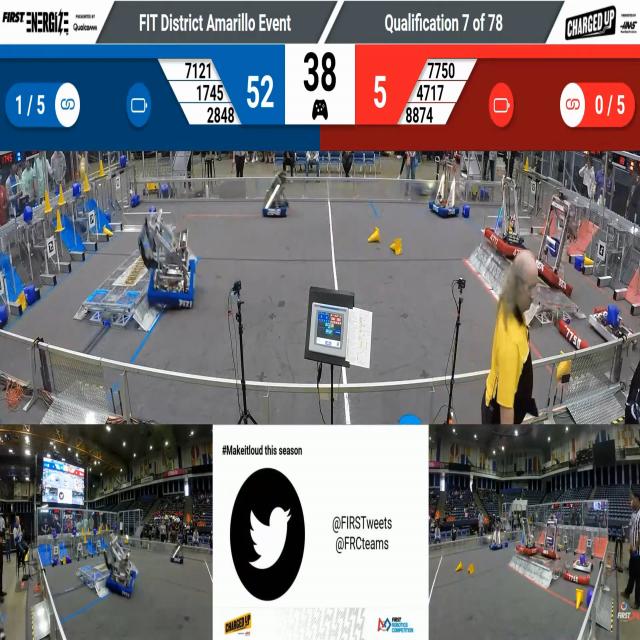 FIRST ENERGIZE PRESENTED BY Qualcomm
FIT District Amarillo Event
Qualification 7 of 78
CHARGED UP
1 / 5
7121
1745
2848
52
38
5
7750
4717
8874
0 / 5
#Makeitloud this season
@FIRSTweets
@FRCteams
CHARGED UP
FIRST ROBOTICS COMPETITION
FIRST